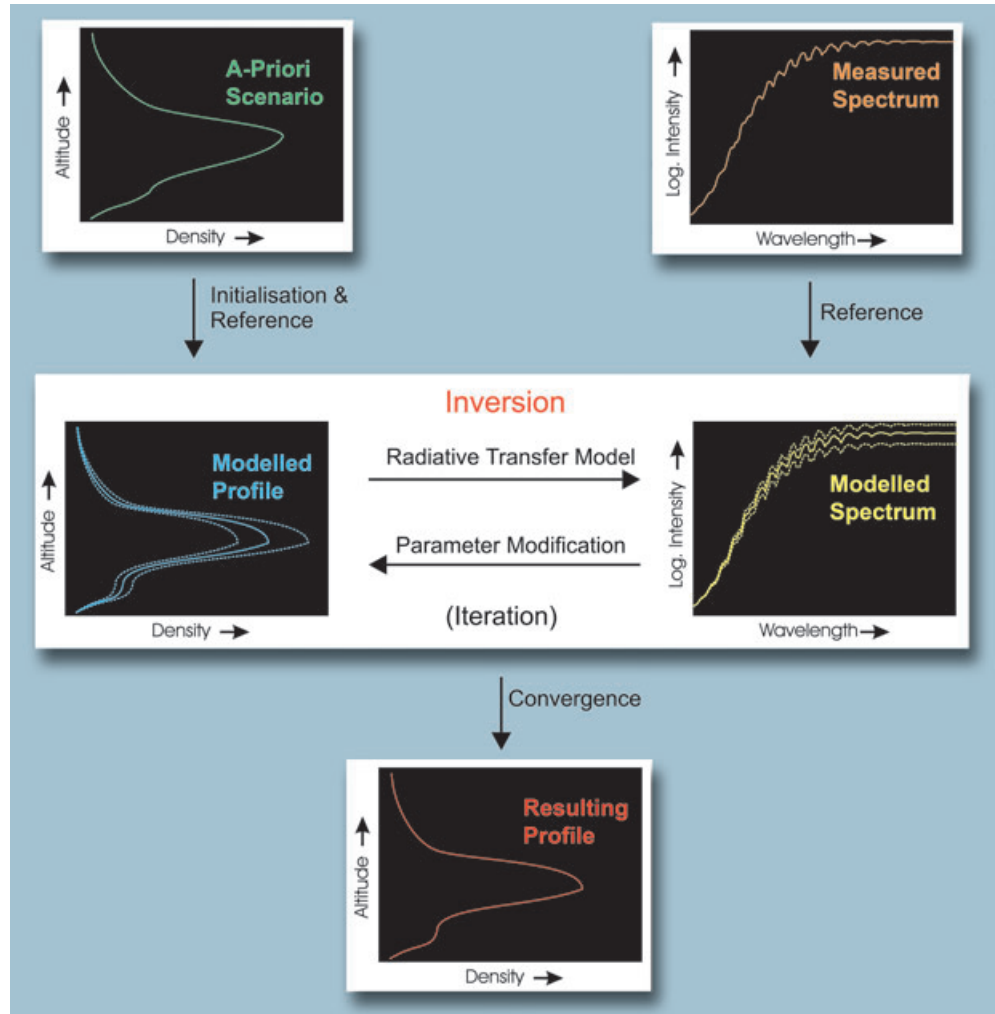 A-Priori
Scenario
Altitude
Density
Measured
Spectrum
Log. Intensity
Wavelength
Initialisation &
Reference
Reference
Inversion
Modelled
Profile
Altitude
Density
Radiative Transfer Model
Parameter Modification
(Iteration)
Modelled
Spectrum
Log. Intensity
Wavelength
Convergence
Resulting
Profile
Altitude
Density